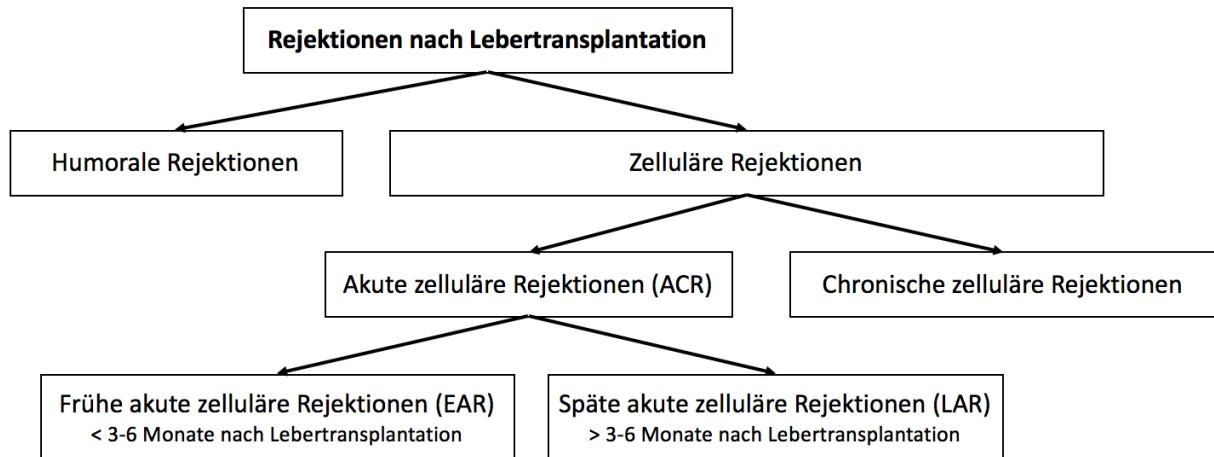 Rejektionen nach Lebertransplantation
Humorale Rejektionen
Zelluläre Rejektionen
Akute zelluläre Rejektionen (ACR)
Chronische zelluläre Rejektionen
Frühe akute zelluläre Rejektionen (EAR)
< 3-6 Monate nach Lebertransplantation
Späte akute zelluläre Rejektionen (LAR)
> 3-6 Monate nach Lebertransplantation